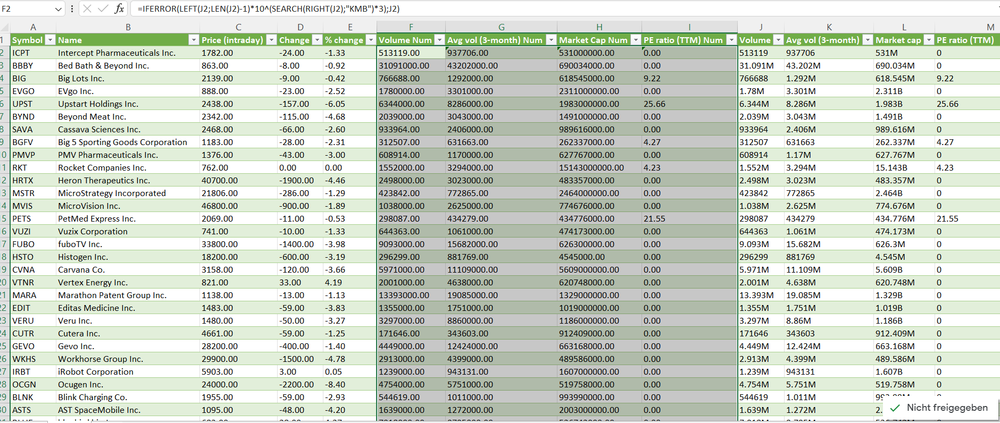 F2 fx =IFERROR(LEFT(J2;LEN(J2)-1)*10^(SEARCH(RIGHT(J2);"KMB")*3);J2)
A B C D E F G H I J K L M
1 Symbol Name Price (intraday) Change % change Volume Num Avg vol (3-month) Num Market Cap Num PE ratio (TTM) Num Volume Avg vol (3-month) Market cap PE ratio (TTM)
2 ICPT Intercept Pharmaceuticals Inc. 1782.00 -24.00 -1.33 513119.00 937706.00 531000000.00 0.00 513119 937706 531M 0
3 BBBY Bed Bath & Beyond Inc. 863.00 -8.00 -0.92 31091000.00 43202000.00 690034000.00 0.00 31.091M 43.202M 690.034M 0
4 BIG Big Lots Inc. 2139.00 -9.00 -0.42 766688.00 1292000.00 618545000.00 9.22 766688 1.292M 618.545M 9.22
5 EVGO EVgo Inc. 888.00 -23.00 -2.52 1780000.00 3301000.00 2311000000.00 0.00 1.78M 3.301M 2.311B 0
6 UPST Upstart Holdings Inc. 2438.00 -157.00 -6.05 6344000.00 8286000.00 1983000000.00 25.66 6.344M 8.286M 1.983B 25.66
7 BYND Beyond Meat Inc. 2342.00 -115.00 -4.68 2039000.00 3043000.00 1491000000.00 0.00 2.039M 3.043M 1.491B 0
8 SAVA Cassava Sciences Inc. 2468.00 -66.00 -2.60 933964.00 2406000.00 989616000.00 0.00 933964 2.406M 989.616M 0
9 BGFV Big 5 Sporting Goods Corporation 1183.00 -28.00 -2.31 312507.00 631663.00 262337000.00 4.27 312507 631663 262.337M 4.27
10 PMVP PMV Pharmaceuticals Inc. 1376.00 -43.00 -3.00 608914.00 1170000.00 627767000.00 0.00 608914 1.17M 627.767M 0
11 RKT Rocket Companies Inc. 762.00 0.00 0.00 1552000.00 3294000.00 15143000000.00 4.23 1.552M 3.294M 15.143B 4.23
12 HRTX Heron Therapeutics Inc. 40700.00 -1900.00 -4.46 2498000.00 3023000.00 483357000.00 0.00 2.498M 3.023M 483.357M 0
13 MSTR MicroStrategy Incorporated 21806.00 -286.00 -1.29 423842.00 772865.00 2464000000.00 0.00 423842 772865 2.464B 0
14 MVIS MicroVision Inc. 46800.00 -900.00 -1.89 1038000.00 2625000.00 774676000.00 0.00 1.038M 2.625M 774.676M 0
15 PETS PetMed Express Inc. 2069.00 -11.00 -0.53 298087.00 434279.00 434776000.00 21.55 298087 434279 434.776M 21.55
16 VUZI Vuzix Corporation 741.00 -10.00 -1.33 644363.00 1061000.00 474173000.00 0.00 644363 1.061M 474.173M 0
17 FUBO fuboTV Inc. 33800.00 -1400.00 -3.98 9093000.00 15682000.00 626300000.00 0.00 9.093M 15.682M 626.3M 0
18 HSTO Histogen Inc. 18200.00 -600.00 -3.19 296299.00 881769.00 4545000.00 0.00 296299 881769 4.545M 0
19 CVNA Carvana Co. 3158.00 -120.00 -3.66 5971000.00 11109000.00 5609000000.00 0.00 5.971M 11.109M 5.609B 0
20 VTNR Vertex Energy Inc. 821.00 33.00 4.19 2001000.00 4638000.00 620748000.00 0.00 2.001M 4.638M 620.748M 0
21 MARA Marathon Patent Group Inc. 1138.00 -13.00 -1.13 13393000.00 19085000.00 1329000000.00 0.00 13.393M 19.085M 1.329B 0
22 EDIT Editas Medicine Inc. 1483.00 -59.00 -3.83 1355000.00 1751000.00 1019000000.00 0.00 1.355M 1.751M 1.019B 0
23 VERU Veru Inc. 1480.00 -50.00 -3.27 3297000.00 8860000.00 1186000000.00 0.00 3.297M 8.86M 1.186B 0
24 CUTR Cutera Inc. 4661.00 -59.00 -1.25 171646.00 343603.00 912409000.00 0.00 171646 343603 912.409M 0
25 GEVO Gevo Inc. 28200.00 -400.00 -1.40 4449000.00 12424000.00 663168000.00 0.00 4.449M 12.424M 663.168M 0
26 WKHS Workhorse Group Inc. 29900.00 -1500.00 -4.78 2913000.00 4399000.00 489586000.00 0.00 2.913M 4.399M 489.586M 0
27 IRBT iRobot Corporation 5903.00 3.00 0.05 1239000.00 943131.00 1607000000.00 0.00 1.239M 943131 1.607B 0
28 OCGN Ocugen Inc. 24000.00 -2200.00 -8.40 4754000.00 5751000.00 519758000.00 0.00 4.754M 5.751M 519.758M 0
29 BLNK Blink Charging Co. 1955.00 -59.00 -2.93 544619.00 1011000.00 993990000.00 0.00 544619 1.011M
30 ASTS AST SpaceMobile Inc. 1095.00 -48.00 -4.20 1639000.00 1272000.00 2003000000.00 0.00 1.639M 1.272M 2.
Nicht freigegeben